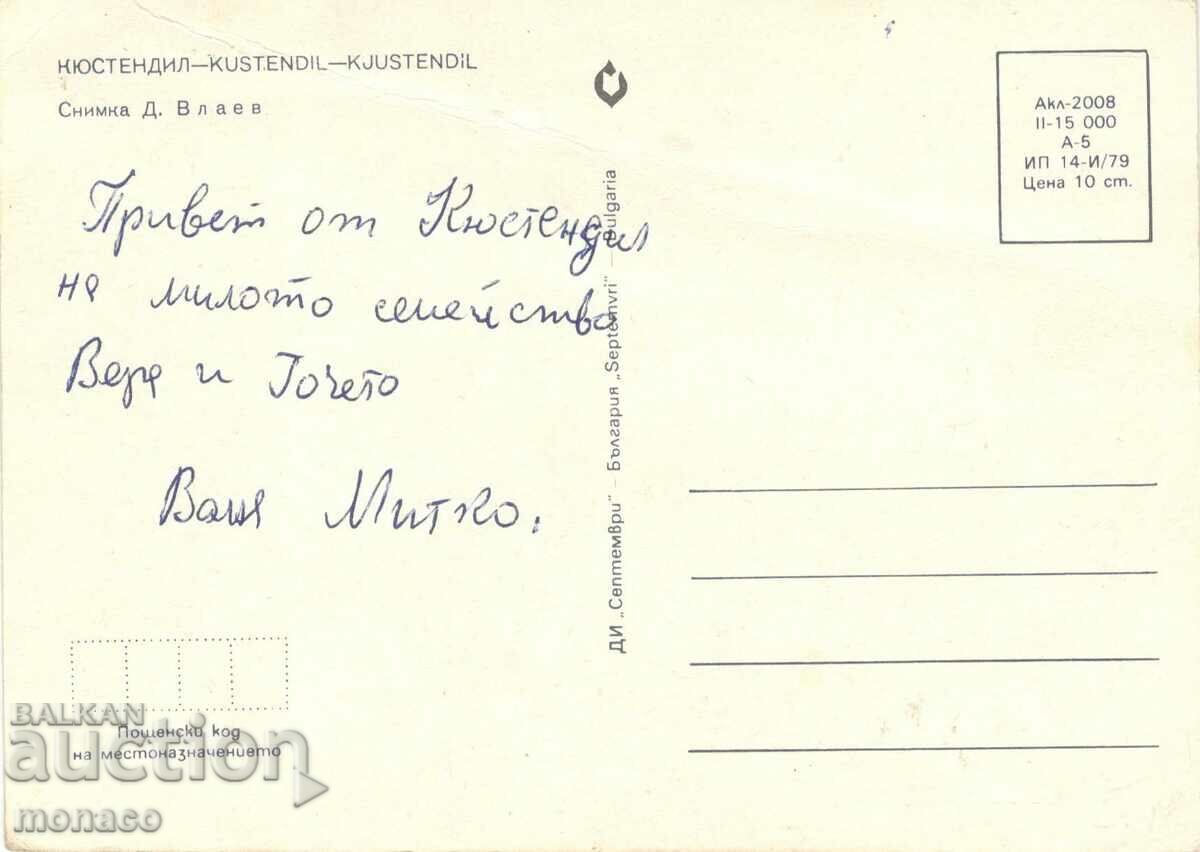 КЮСТЕНДИЛ—KUSTENDIL—KJUSTENDIL
Снимка Д. Влаев
Привет от Кюстендил
на милото семейство
Вера и Гочето
Ваш Митко.
Пощенски код
на местоназначението
ДИ „Септември" – България „Septemvri" – Bulgaria
Акл-2008
II-15 000
А-5
ИП 14-И/79
Цена 10 ст.
BALKAN
auction
monaco